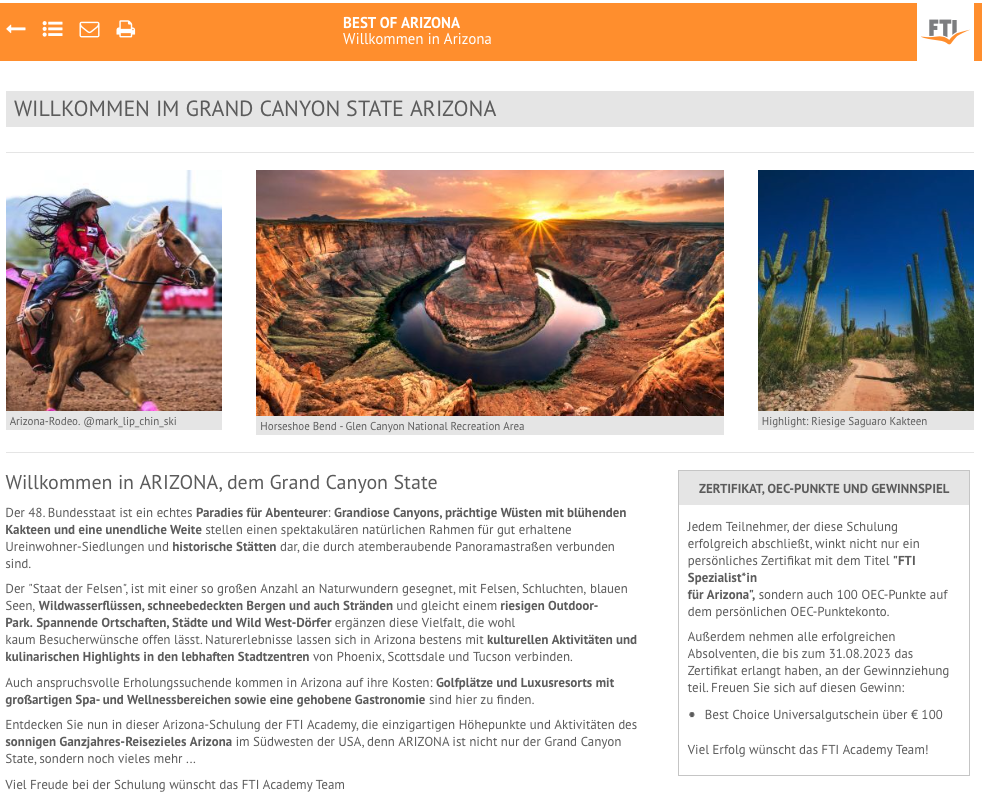 BEST OF ARIZONA
Willkommen in Arizona
FTI
WILLKOMMEN IM GRAND CANYON STATE ARIZONA
Arizona-Rodeo. @mark_lip_chin_ski
Horseshoe Bend - Glen Canyon National Recreation Area
Highlight: Riesige Saguaro Kakteen
Willkommen in ARIZONA, dem Grand Canyon State
Der 48. Bundesstaat ist ein echtes Paradies für Abenteurer: Grandiose Canyons, prächtige Wüsten mit blühenden
Kakteen und eine unendliche Weite stellen einen spektakulären natürlichen Rahmen für gut erhaltene
Ureinwohner-Siedlungen und historische Stätten dar, die durch atemberaubende Panoramastraßen verbunden
sind.
Der "Staat der Felsen", ist mit einer so großen Anzahl an Naturwundern gesegnet, mit Felsen, Schluchten, blauen
Seen, Wildwasserflüssen, schneebedeckten Bergen und auch Stränden und gleicht einem riesigen Outdoor-
Park. Spannende Ortschaften, Städte und Wild West-Dörfer ergänzen diese Vielfalt, die wohl
kaum Besucherwünsche offen lässt. Naturerlebnisse lassen sich in Arizona bestens mit kulturellen Aktivitäten und
kulinarischen Highlights in den lebhaften Stadtzentren von Phoenix, Scottsdale und Tucson verbinden.
Auch anspruchsvolle Erholungssuchende kommen in Arizona auf ihre Kosten: Golfplätze und Luxusresorts mit
großartigen Spa- und Wellnessbereichen sowie eine gehobene Gastronomie sind hier zu finden.
Entdecken Sie nun in dieser Arizona-Schulung der FTI Academy, die einzigartigen Höhepunkte und Aktivitäten des
sonnigen Ganzjahres-Reisezieles Arizona im Südwesten der USA, denn ARIZONA ist nicht nur der Grand Canyon
State, sondern noch vieles mehr ...
Viel Freude bei der Schulung wünscht das FTI Academy Team
ZERTIFIKAT, OEC-PUNKTE UND GEWINNSPIEL
Jedem Teilnehmer, der diese Schulung
erfolgreich abschließt, winkt nicht nur ein
persönliches Zertifikat mit dem Titel "FTI
Spezialist*in
für Arizona", sondern auch 100 OEC-Punkte auf
dem persönlichen OEC-Punktekonto.
Außerdem nehmen alle erfolgreichen
Absolventen, die bis zum 31.08.2023 das
Zertifikat erlangt haben, an der Gewinnziehung
teil. Freuen Sie sich auf diesen Gewinn:
• Best Choice Universalgutschein über € 100
Viel Erfolg wünscht das FTI Academy Team!